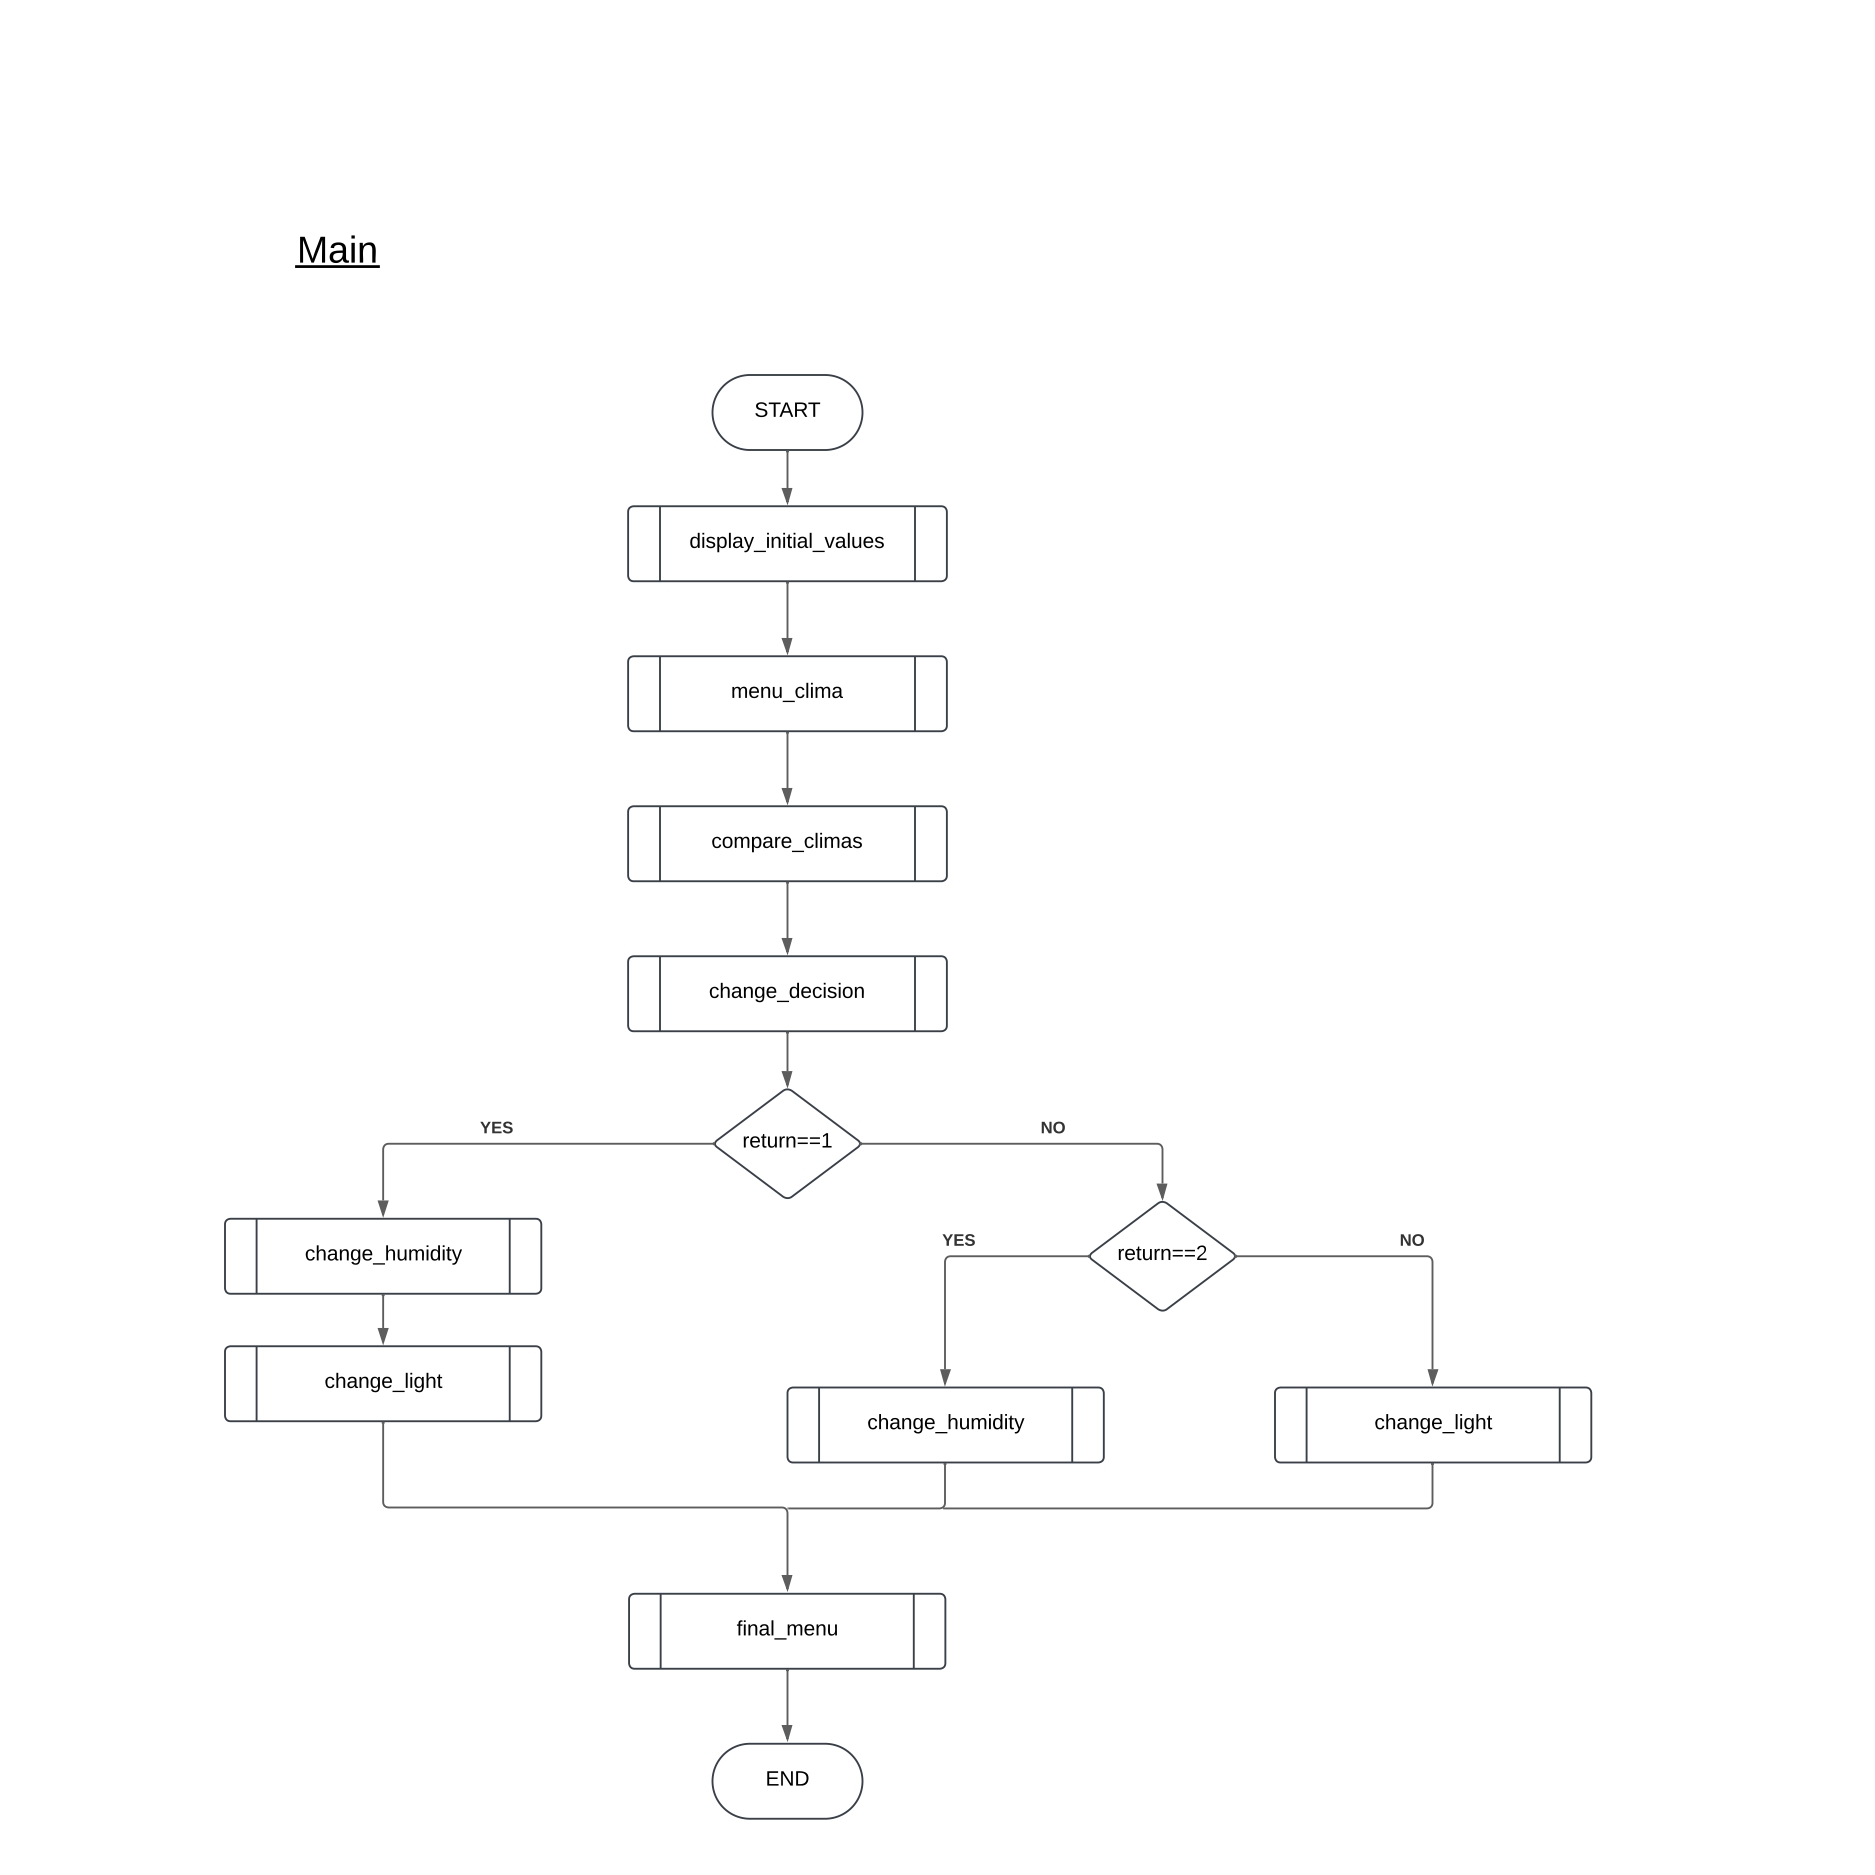 Main
START
display_initial_values
menu_clima
compare_climas
change_decision
return==1
YES
NO
return==2
YES
NO
change_humidity
change_light
change_humidity
change_light
final_menu
END